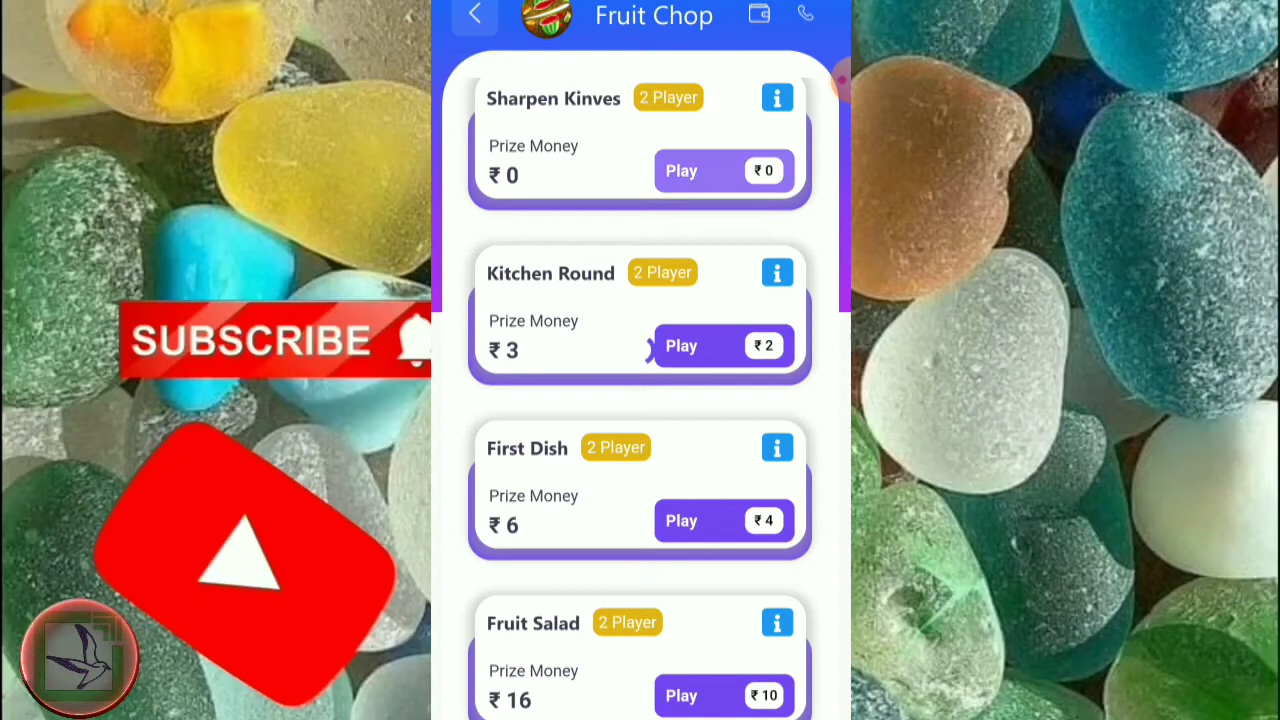 Fruit Chop
Sharpen Kinves 2 Player
Prize Money
₹ 0
Play ₹ 0
Kitchen Round 2 Player
Prize Money
₹ 3
Play ₹ 2
First Dish 2 Player
Prize Money
₹ 6
Play ₹ 4
Fruit Salad 2 Player
Prize Money
₹ 16
Play ₹ 10
SUBSCRIBE